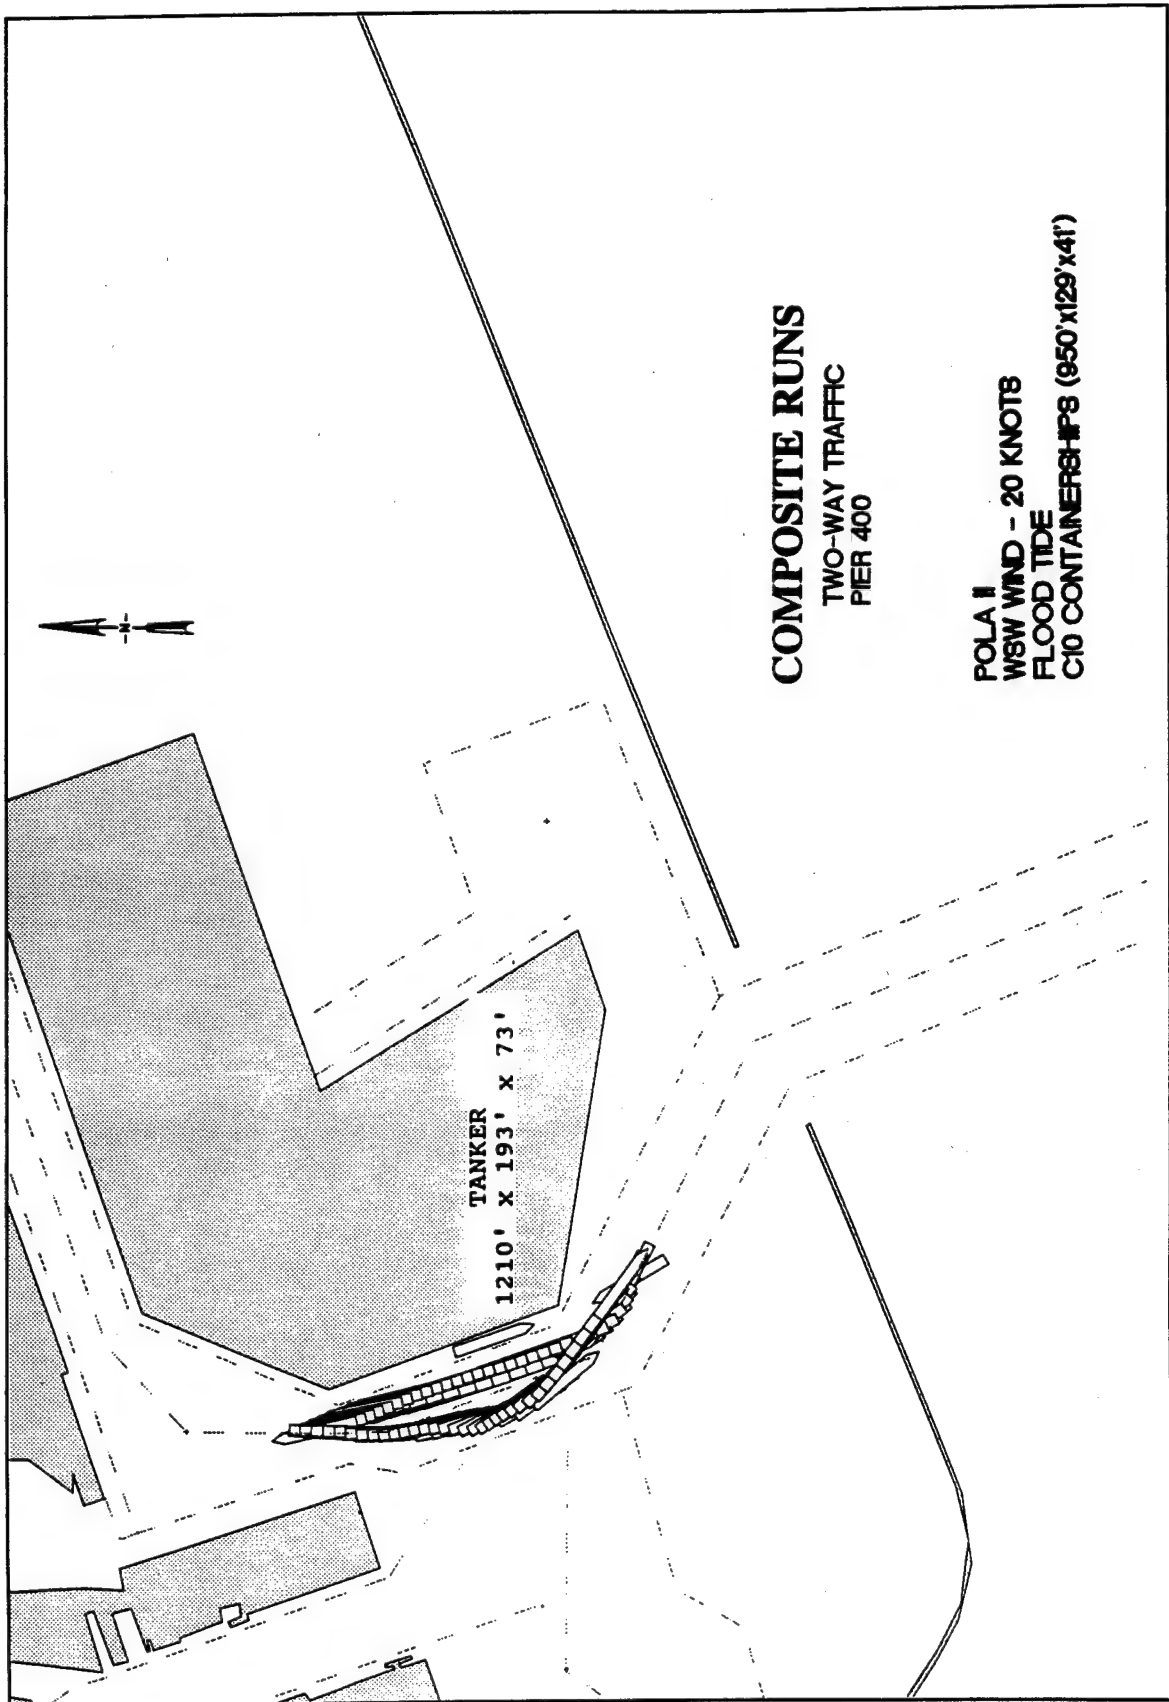 N
TANKER
1210' x 193' x 73'
COMPOSITE RUNS
TWO-WAY TRAFFIC
PIER 400
POLA II
WSW WIND - 20 KNOTS
FLOOD TIDE
C10 CONTAINERSHIPS (950'x129'x41')